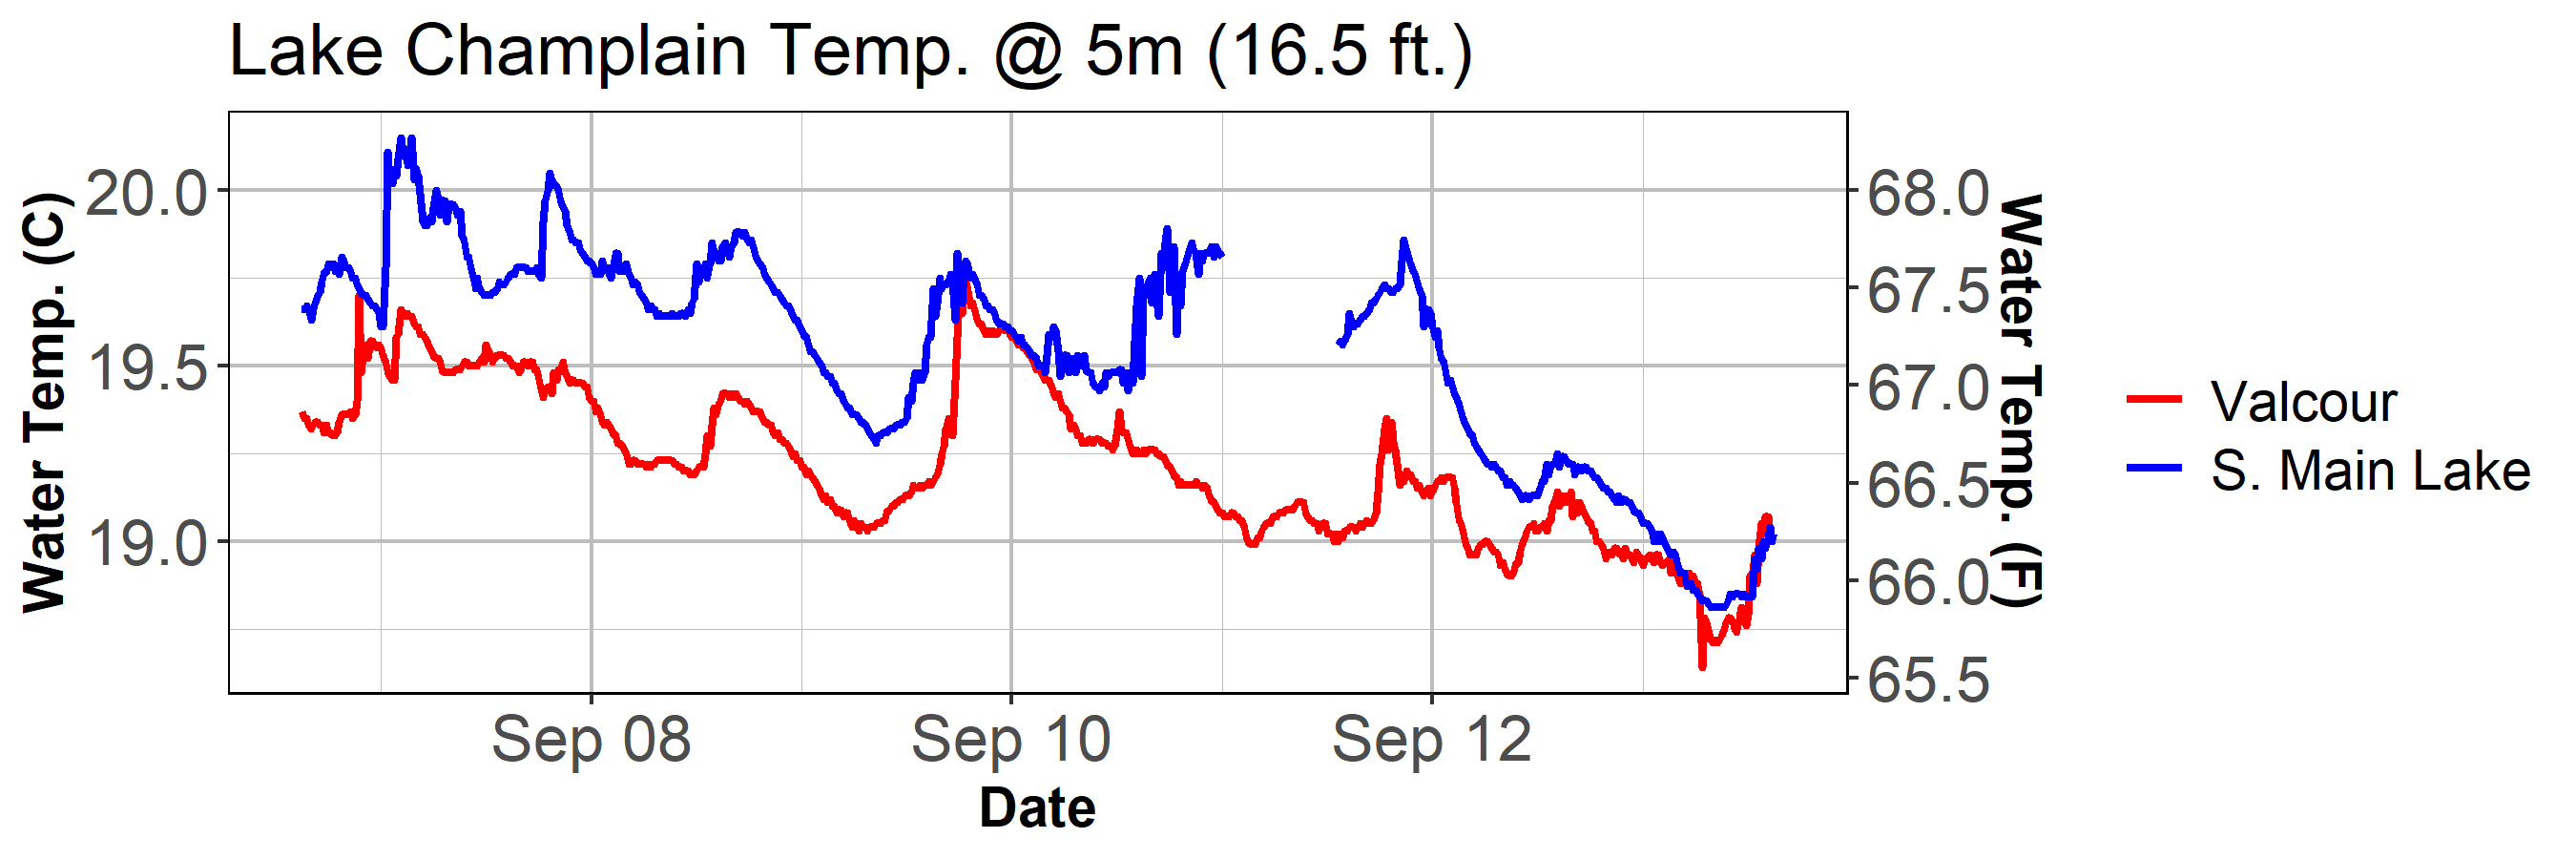 Lake Champlain Temp. @ 5m (16.5 ft.)
Water Temp. (C)
20.0
19.5
19.0
68.0
67.5
67.0
66.5
66.0
65.5
Water Temp. (F)
Sep 08
Sep 10
Sep 12
Date
Valcour
S. Main Lake